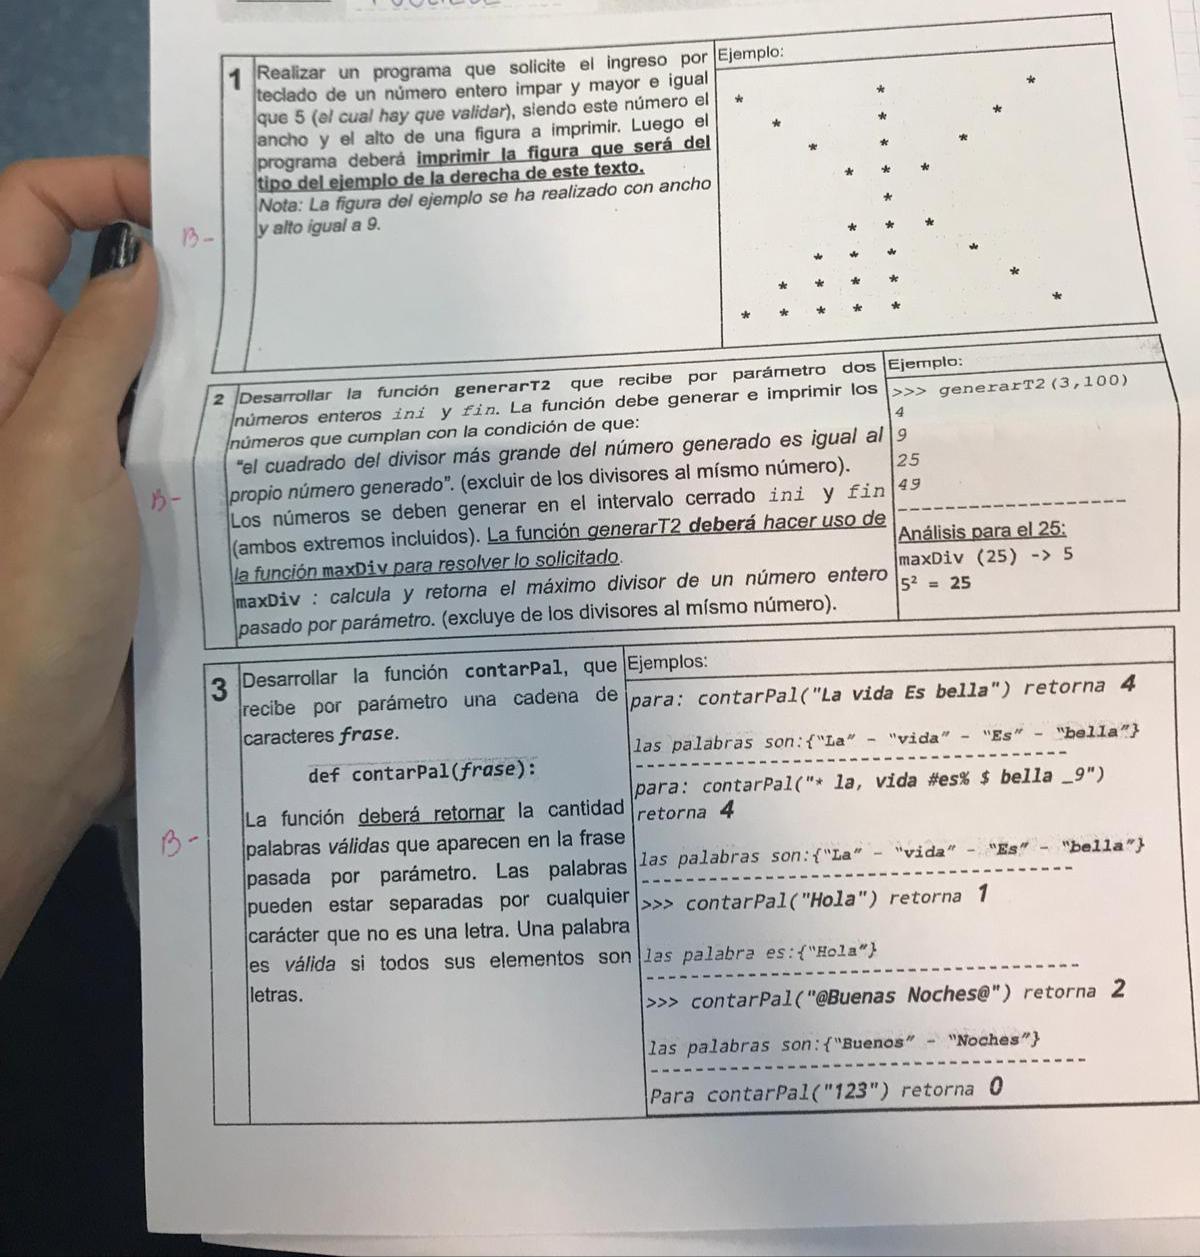 1
Realizar un programa que solicite el ingreso por
teclado de un número entero impar y mayor e igual
que 5 (el cual hay que validar), siendo este número el
ancho y el alto de una figura a imprimir. Luego el
programa deberá imprimir la figura que será del
tipo del ejemplo de la derecha de este texto.
Nota: La figura del ejemplo se ha realizado con ancho
y alto igual a 9.
B-
Ejemplo:
* * *
* * *
* * *
* * *
*
* * *
* * * *
* * * * *
* * * * * *
2
Desarrollar la función generarT2 que recibe por parámetro dos
números enteros ini y fin. La función debe generar e imprimir los
números que cumplan con la condición de que:
"el cuadrado del divisor más grande del número generado es igual al
propio número generado". (excluir de los divisores al mísmo número).
Los números se deben generar en el intervalo cerrado ini y fin
(ambos extremos incluidos). La función generarT2 deberá hacer uso de
la función maxDiv para resolver lo solicitado.
maxDiv : calcula y retorna el máximo divisor de un número entero
pasado por parámetro. (excluye de los divisores al mísmo número).
B-
Ejemplo:
>>> generarT2(3,100)
4
9
25
49
--------------------
Análisis para el 25:
maxDiv (25) -> 5
5² = 25
3
Desarrollar la función contarPal, que
recibe por parámetro una cadena de
caracteres frase.
def contarPal(frase):
La función deberá retornar la cantidad
palabras válidas que aparecen en la frase
pasada por parámetro. Las palabras
pueden estar separadas por cualquier
carácter que no es una letra. Una palabra
es válida si todos sus elementos son
letras.
B-
Ejemplos:
para: contarPal("La vida Es bella") retorna 4
las palabras son:{"La" - "vida" - "Es" - "bella"}
---------------------------------------
para: contarPal("* la, vida #es% $ bella _9")
retorna 4
las palabras son:{"La" - "vida" - "Es" - "bella"}
---------------------------------------
>>> contarPal("Hola") retorna 1
las palabra es:{"Hola"}
---------------------------------------
>>> contarPal("@Buenas Noches@") retorna 2
las palabras son:{"Buenos" - "Noches"}
---------------------------------------
Para contarPal("123") retorna 0